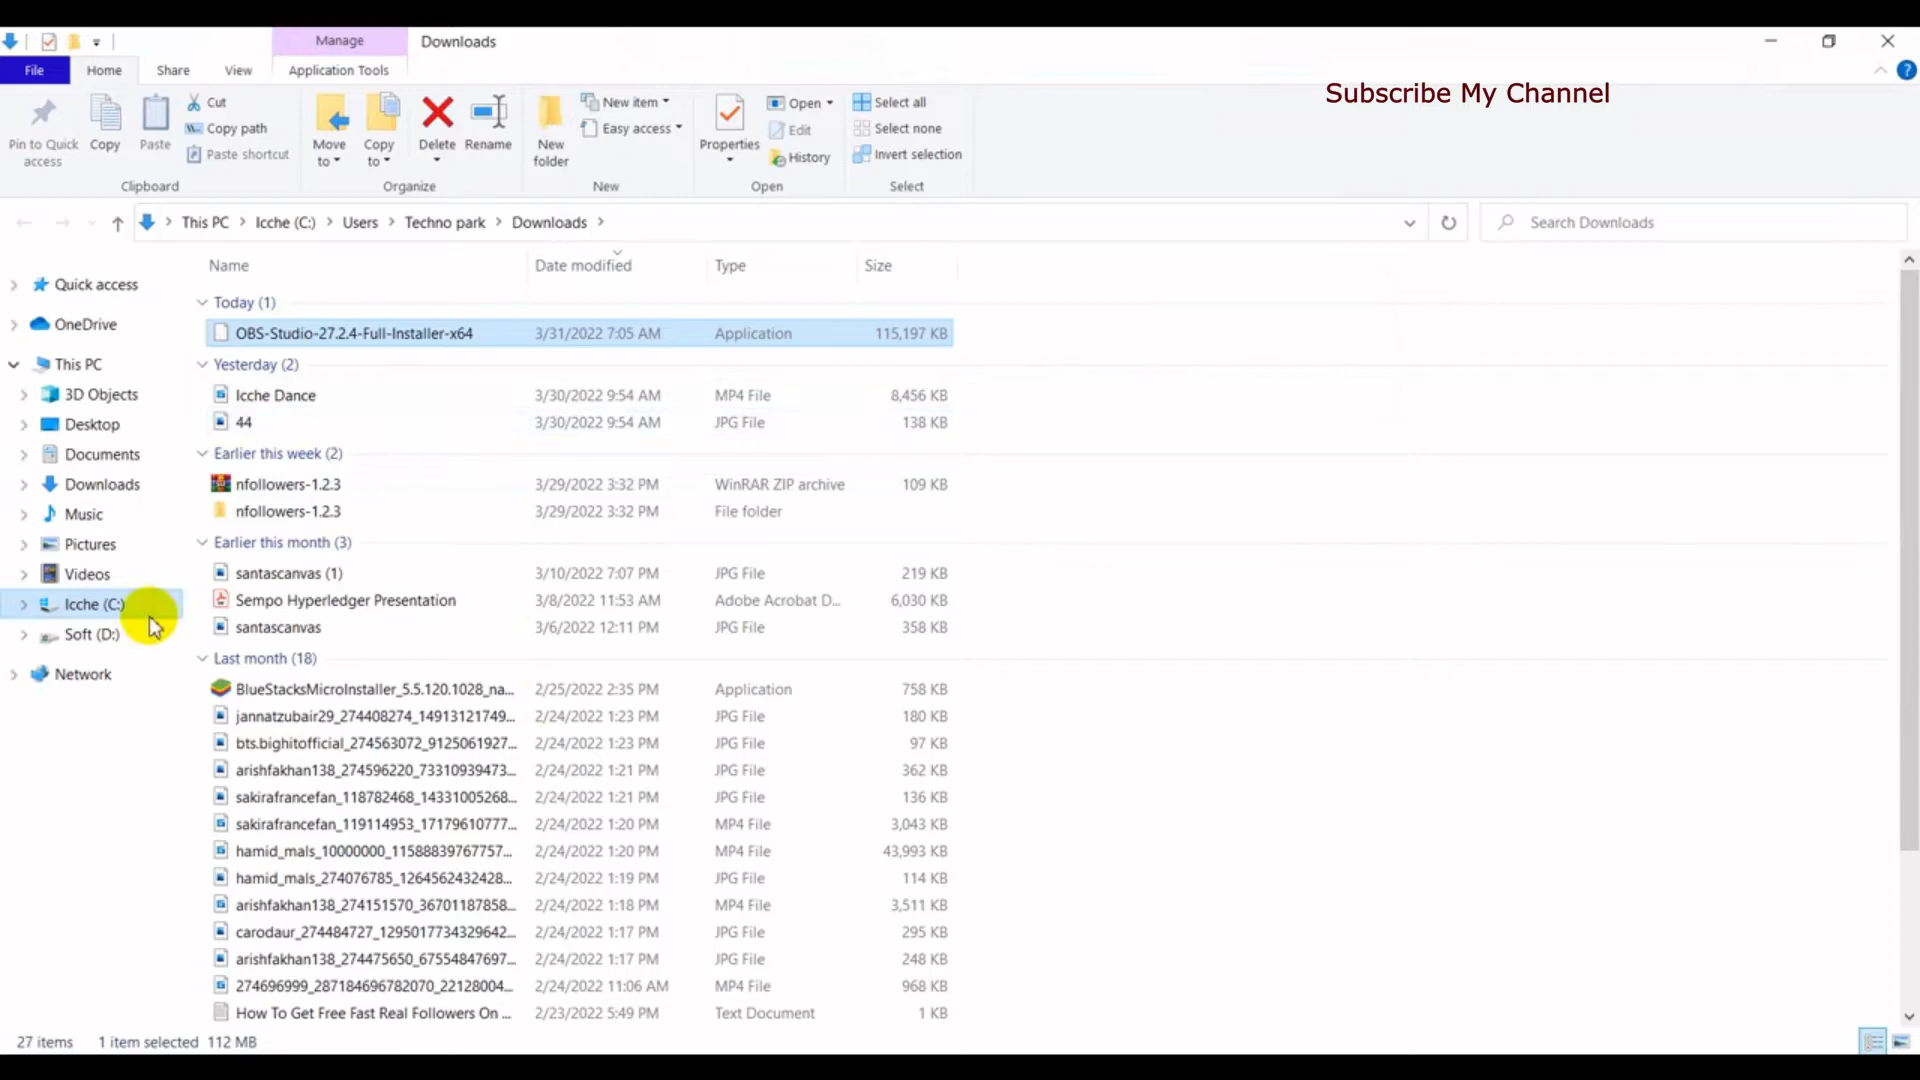 Manage
Downloads
File
Home
Share
View
Application Tools
Subscribe My Channel
Pin to Quick access
Copy
Paste
Cut
Copy path
Paste shortcut
Clipboard
Move to
Copy to
Delete
Rename
Organize
New folder
New item
Easy access
New
Properties
Open
Edit
History
Open
Select all
Select none
Invert selection
Select
This PC
Icche (C:)
Users
Techno park
Downloads
Search Downloads
Quick access
OneDrive
This PC
3D Objects
Desktop
Documents
Downloads
Music
Pictures
Videos
Icche (C:)
Soft (D:)
Network
Name Date modified Type Size
Today (1)
OBS-Studio-27.2.4-Full-Installer-x64 3/31/2022 7:05 AM Application 115,197 KB
Yesterday (2)
Icche Dance 3/30/2022 9:54 AM MP4 File 8,456 KB
44 3/30/2022 9:54 AM JPG File 138 KB
Earlier this week (2)
nfollowers-1.2.3 3/29/2022 3:32 PM WinRAR ZIP archive 109 KB
nfollowers-1.2.3 3/29/2022 3:32 PM File folder
Earlier this month (3)
santascanvas (1) 3/10/2022 7:07 PM JPG File 219 KB
Sempo Hyperledger Presentation 3/8/2022 11:53 AM Adobe Acrobat D... 6,030 KB
santascanvas 3/6/2022 12:11 PM JPG File 358 KB
Last month (18)
BlueStacksMicroInstaller_5.5.120.1028_na... 2/25/2022 2:35 PM Application 758 KB
jannatzubair29_274408274_14913121749... 2/24/2022 1:23 PM JPG File 180 KB
bts.bighitofficial_274563072_9125061927... 2/24/2022 1:23 PM JPG File 97 KB
arishfakhan138_274596220_73310939473... 2/24/2022 1:21 PM JPG File 362 KB
sakirafrancefan_118782468_14331005268... 2/24/2022 1:21 PM JPG File 136 KB
sakirafrancefan_119114953_17179610777... 2/24/2022 1:20 PM MP4 File 3,043 KB
hamid_mals_10000000_11588839767757... 2/24/2022 1:20 PM MP4 File 43,993 KB
hamid_mals_274076785_1264562432428... 2/24/2022 1:19 PM JPG File 114 KB
arishfakhan138_274151570_36701187858... 2/24/2022 1:18 PM MP4 File 3,511 KB
carodaur_274484727_1295017734329642... 2/24/2022 1:17 PM JPG File 295 KB
arishfakhan138_274475650_67554847697... 2/24/2022 1:17 PM JPG File 248 KB
274696999_287184696782070_22128004... 2/24/2022 11:06 AM MP4 File 968 KB
How To Get Free Fast Real Followers On ... 2/23/2022 5:49 PM Text Document 1 KB
27 items 1 item selected 112 MB